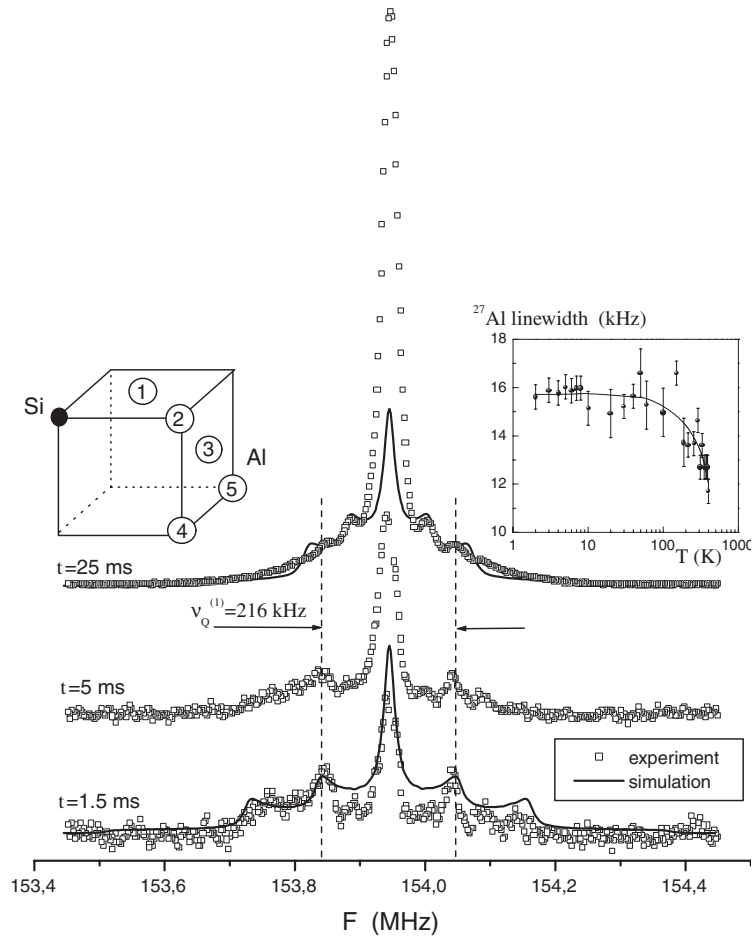 ²⁷Al linewidth (kHz)
18
16
14
12
10
1 10 100 1000
T (K)
Si
1
2
3
Al
5
4
t=25 ms
ν_Q^(1)=216 kHz
t=5 ms
experiment
simulation
t=1.5 ms
153,4 153,6 153,8 154,0 154,2 154,4
F (MHz)